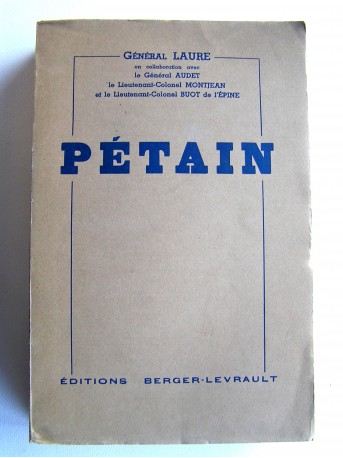 GÉNÉRAL LAURE
en collaboration avec
le Général AUDET
le Lieutenant-Colonel MONTJEAN
et le Lieutenant-Colonel BUOT de l'ÉPINE
PÉTAIN
ÉDITIONS BERGER-LEVRAULT